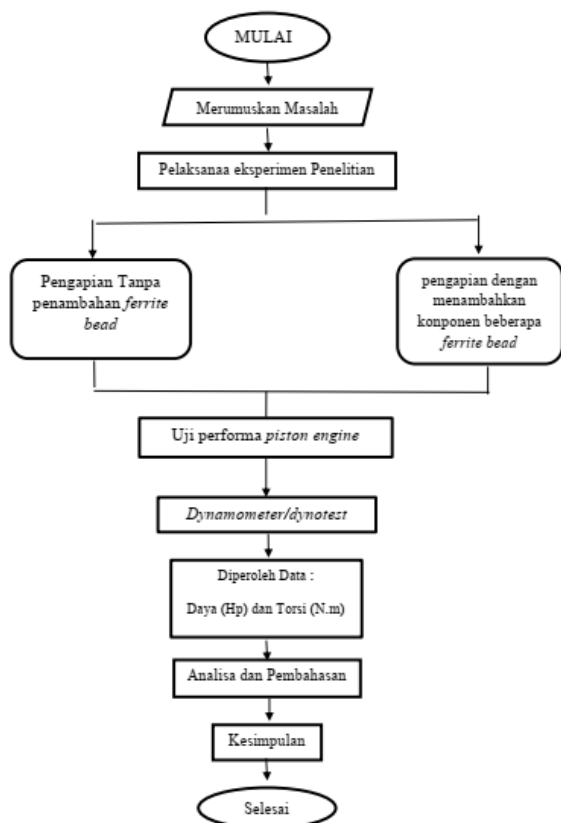 MULAI
Merumuskan Masalah
Pelaksanaa eksperimen Penelitian
Pengapian Tanpa
penambahan ferrite
bead
pengapian dengan
menambahkan
konponen beberapa
ferrite bead
Uji performa piston engine
Dynamometer/dynotest
Diperoleh Data :
Daya (Hp) dan Torsi (N.m)
Analisa dan Pembahasan
Kesimpulan
Selesai